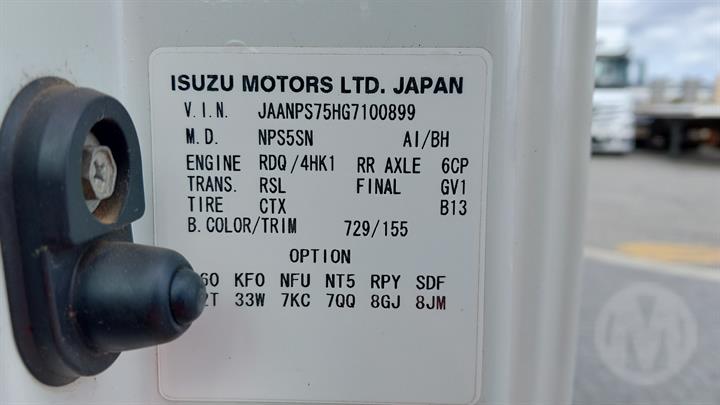 ISUZU MOTORS LTD. JAPAN
V.I.N. JAANPS75HG7100899
M.D. NPS5SN AI/BH
ENGINE RDQ/4HK1 RR AXLE 6CP
TRANS. RSL FINAL GV1
TIRE CTX B13
B.COLOR/TRIM 729/155
OPTION
KFO NFU NT5 RPY SDF
33W 7KC 7QQ 8GJ 8JM